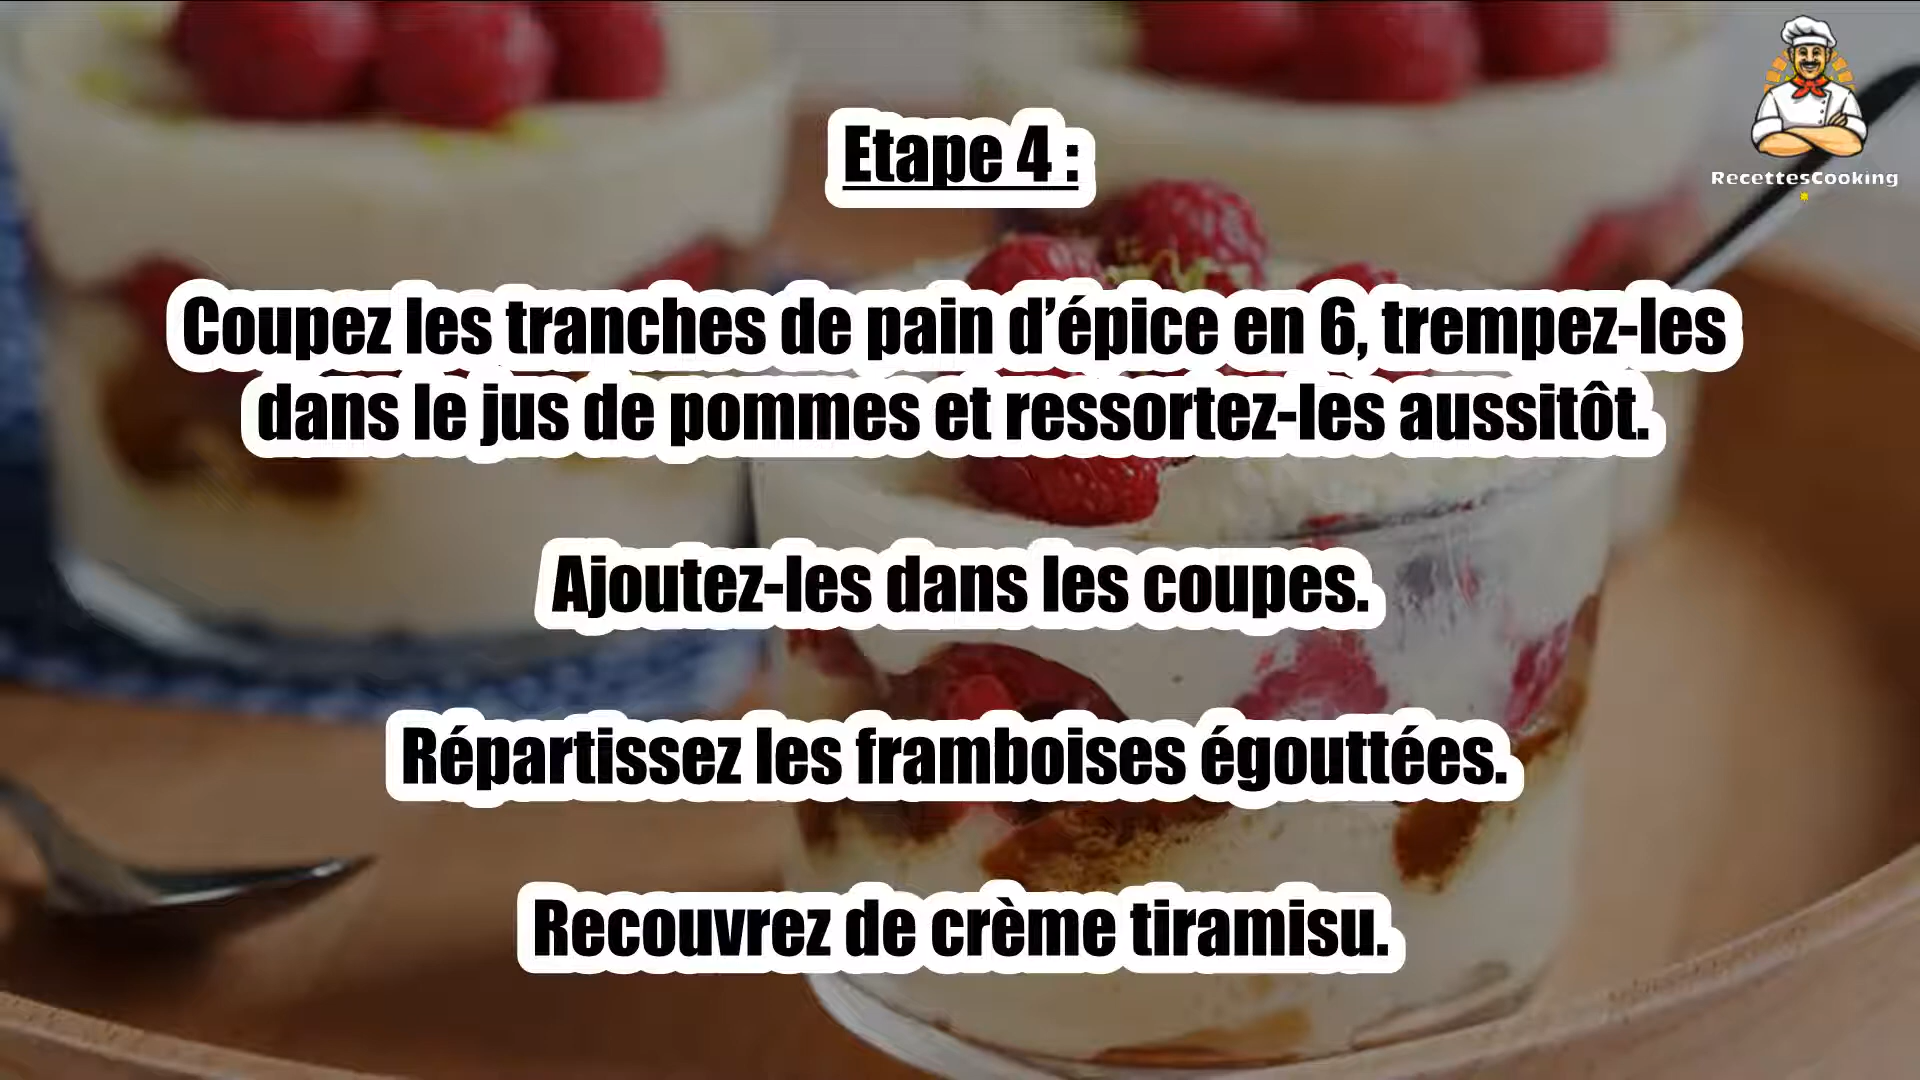 RecettesCooking
Etape 4 :
Coupez les tranches de pain d’épice en 6, trempez-les
dans le jus de pommes et ressortez-les aussitôt.
Ajoutez-les dans les coupes.
Répartissez les framboises égouttées.
Recouvrez de crème tiramisu.